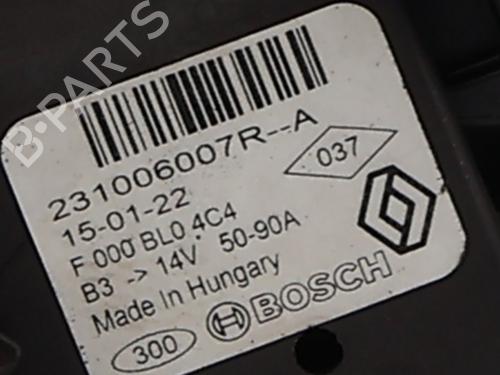 B-PARTS
231006007R--A
15-01-22
037
F 000 BL0 4C4
B3 -> 14V 50-90A
Made In Hungary
300 BOSCH